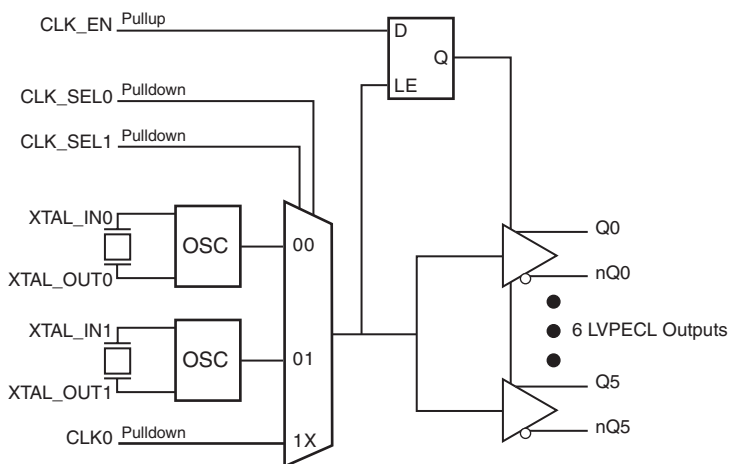 CLK_EN Pullup
D
Q
LE
CLK_SEL0 Pulldown
CLK_SEL1 Pulldown
XTAL_IN0
OSC
00
XTAL_OUT0
Q0
nQ0
XTAL_IN1
OSC
01
XTAL_OUT1
6 LVPECL Outputs
Q5
nQ5
CLK0 Pulldown
1X